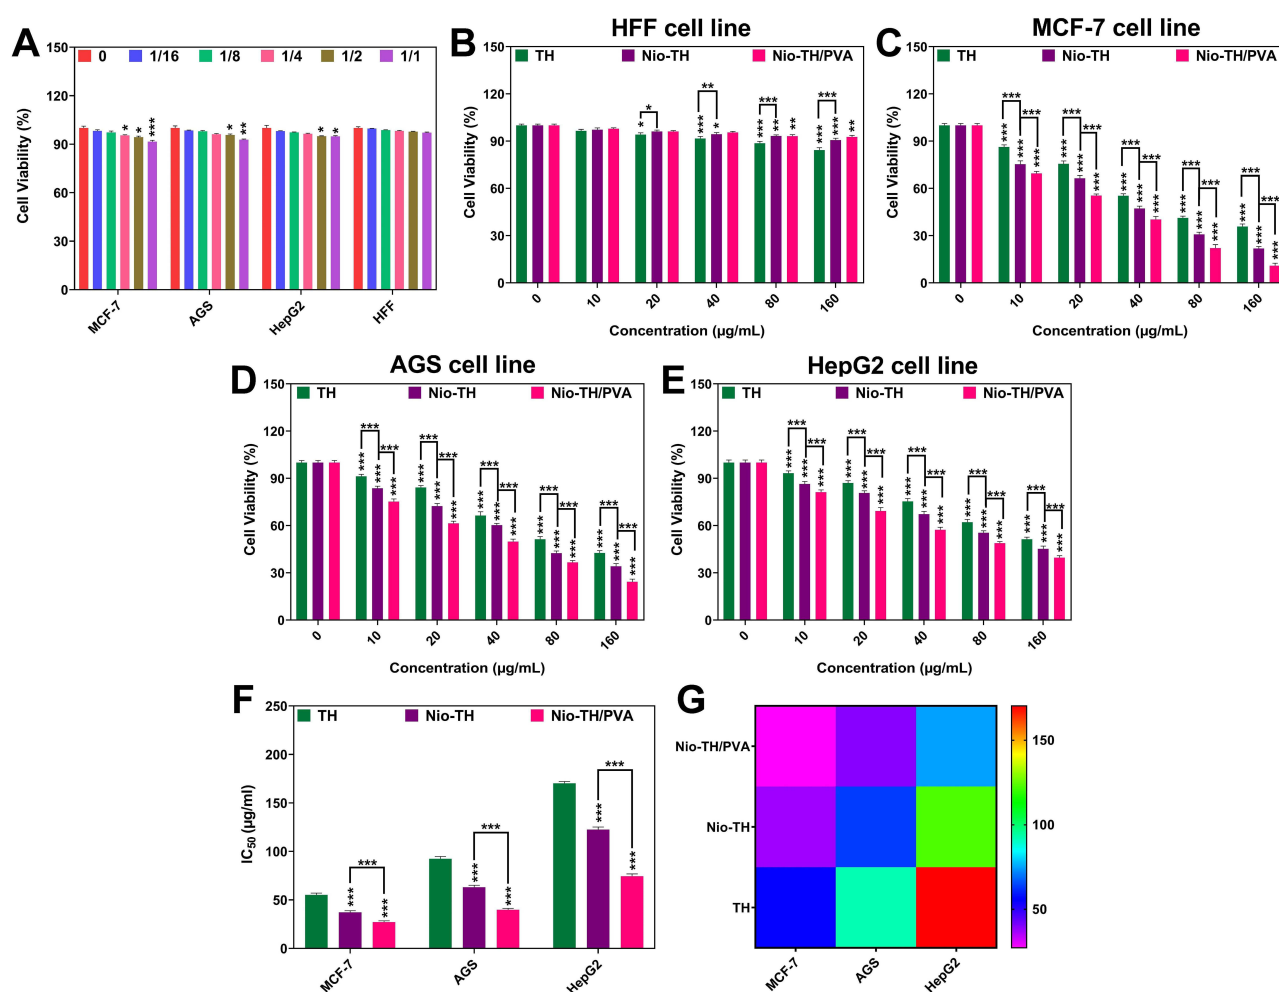 A
150
120
90
60
30
0
Cell Viability (%)
0 1/16 1/8 1/4 1/2 1/1
* * ***
* **
* *
MCF-7 AGS HepG2 HFF
B
HFF cell line
150
120
90
60
30
0
Cell Viability (%)
TH Nio-TH Nio-TH/PVA
* *
** *** *
*** *** ** **
*** *** *** **
0 10 20 40 80 160
Concentration (µg/mL)
C
MCF-7 cell line
150
120
90
60
30
0
Cell Viability (%)
TH Nio-TH Nio-TH/PVA
*** *** *** *** ***
*** *** *** *** ***
*** *** *** *** ***
*** *** *** *** ***
*** *** *** *** ***
0 10 20 40 80 160
Concentration (µg/mL)
D
AGS cell line
150
120
90
60
30
0
Cell Viability (%)
TH Nio-TH Nio-TH/PVA
*** *** *** *** ***
*** *** *** *** ***
*** *** *** *** ***
*** *** *** *** ***
*** *** *** *** ***
0 10 20 40 80 160
Concentration (µg/mL)
E
HepG2 cell line
150
120
90
60
30
0
Cell Viability (%)
TH Nio-TH Nio-TH/PVA
*** *** *** *** ***
*** *** *** *** ***
*** *** *** *** ***
*** *** *** *** ***
*** *** *** *** ***
0 10 20 40 80 160
Concentration (µg/mL)
F
250
200
150
100
50
0
IC50 (µg/ml)
TH Nio-TH Nio-TH/PVA
*** *** ***
*** *** ***
*** *** ***
MCF-7 AGS HepG2
G
Nio-TH/PVA
Nio-TH
TH
MCF-7 AGS HepG2
150
100
50